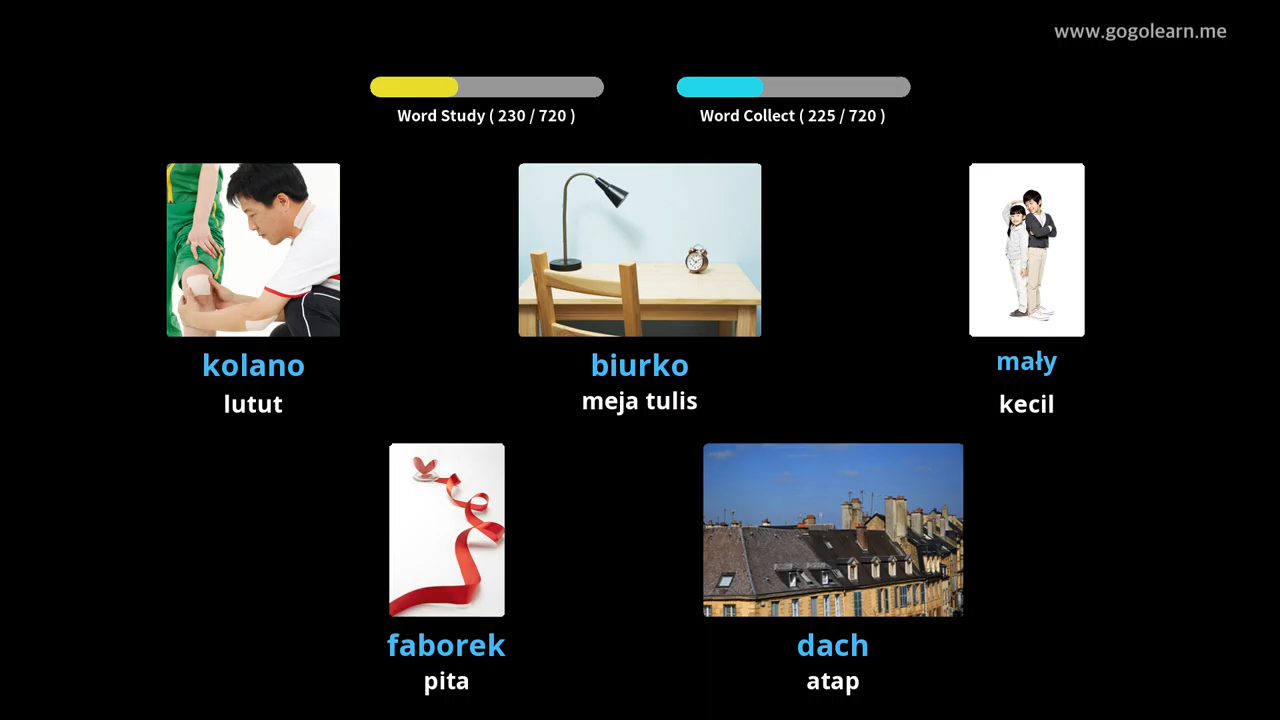 www.gogolearn.me
Word Study ( 230 / 720 )
Word Collect ( 225 / 720 )
kolano
lutut
biurko
meja tulis
mały
kecil
faborek
pita
dach
atap